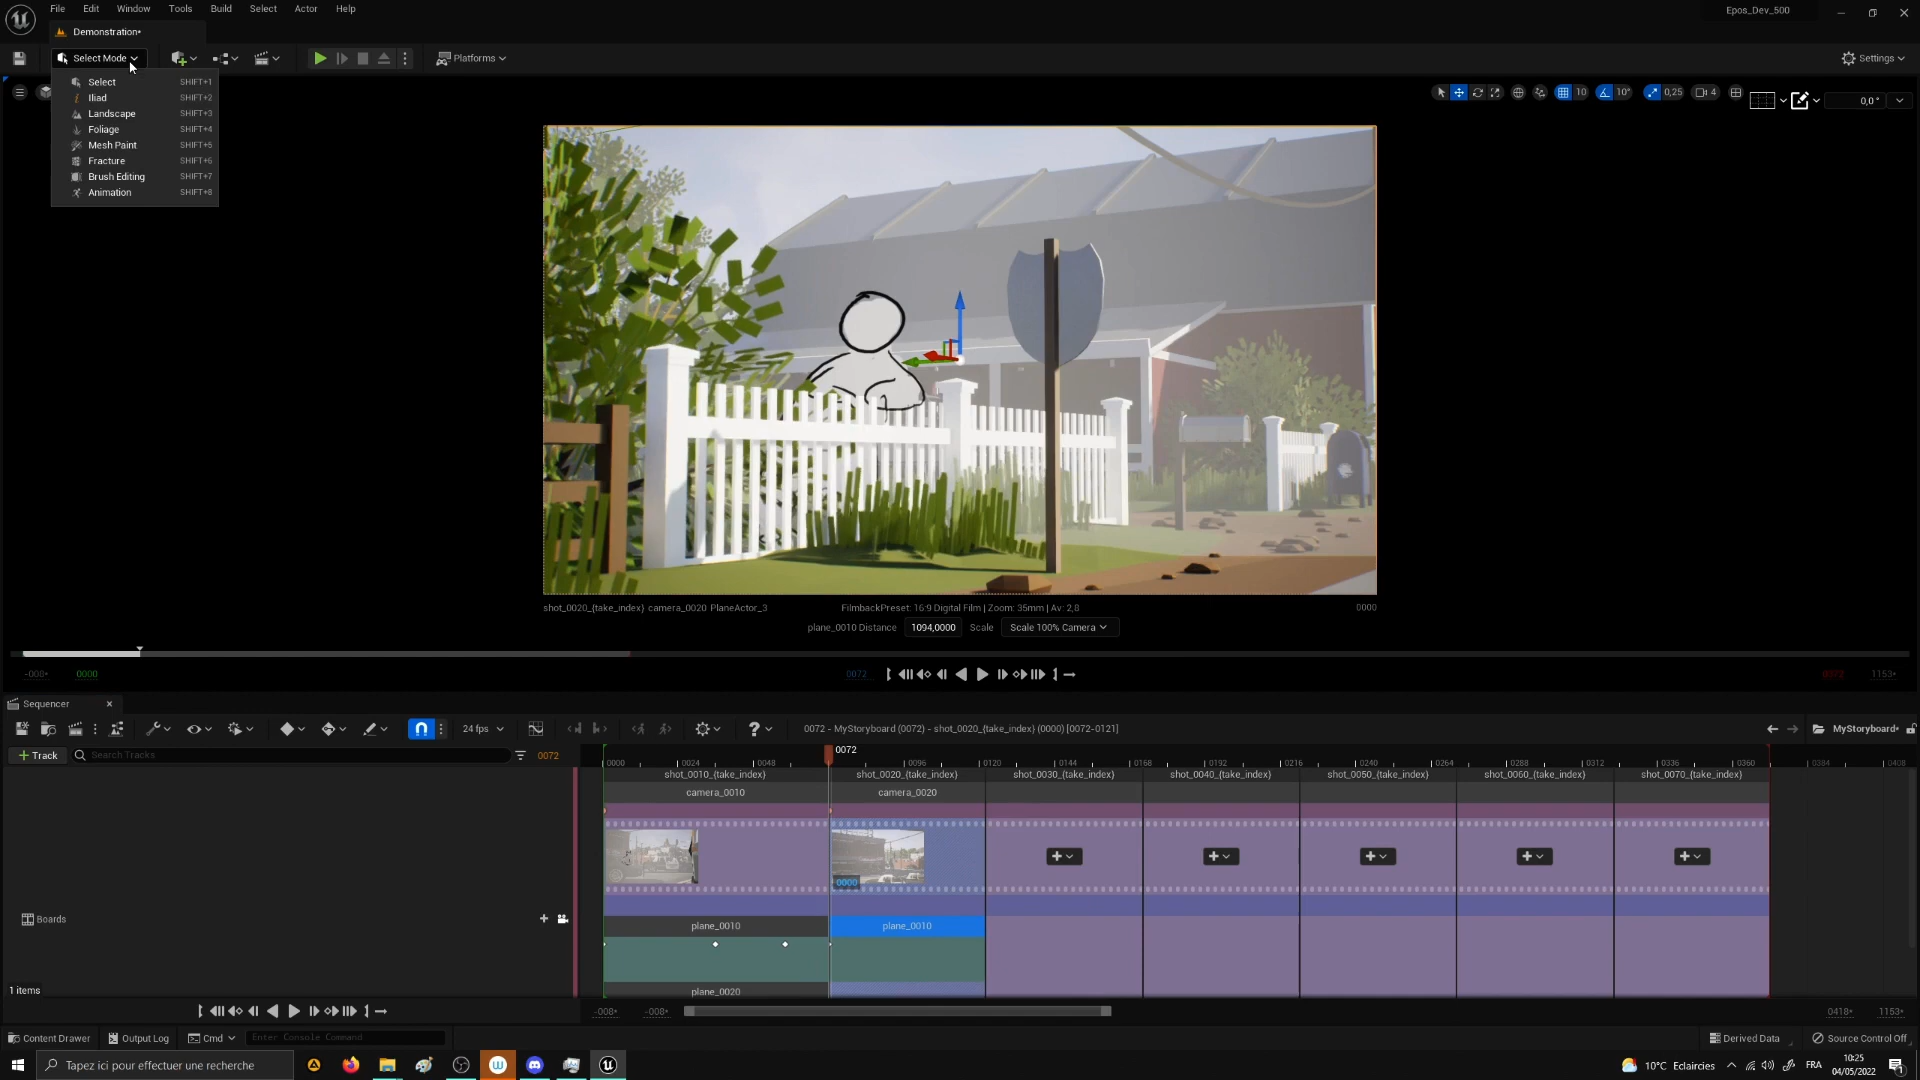 File Edit Window Tools Build Select Actor Help
Epos_Dev_500
Demonstration*
Select Mode
Platforms
Settings
Select SHIFT+1
Iliad SHIFT+2
Landscape SHIFT+3
Foliage SHIFT+4
Mesh Paint SHIFT+5
Fracture SHIFT+6
Brush Editing SHIFT+7
Animation SHIFT+8
10 10° 0,25 4 0,0 °
shot_0020_{take_index} camera_0020 PlaneActor_3
FilmbackPreset: 16:9 Digital Film | Zoom: 35mm | Av: 2,8
0000
plane_0010 Distance 1094,0000 Scale Scale 100% Camera
-008* 0000 0072 0372 1153*
Sequencer
24 fps
0072 - MyStoryboard (0072) - shot_0020_{take_index} (0000) [0072-0121]
MyStoryboard*
Track
Search Tracks
0072
0072
0000 0024 0048 0096 0120 0144 0168 0192 0216 0240 0264 0288 0312 0336 0360 0384 0408
shot_0010_{take_index} shot_0020_{take_index} shot_0030_{take_index} shot_0040_{take_index} shot_0050_{take_index} shot_0060_{take_index} shot_0070_{take_index}
camera_0010 camera_0020
0000
Boards
plane_0010 plane_0010
1 items
plane_0020
-008* -008* 0418* 1153*
Content Drawer Output Log Cmd Enter Console Command
Derived Data Source Control Off
Tapez ici pour effectuer une recherche
10°C Eclaircies
FRA
10:25
04/05/2022